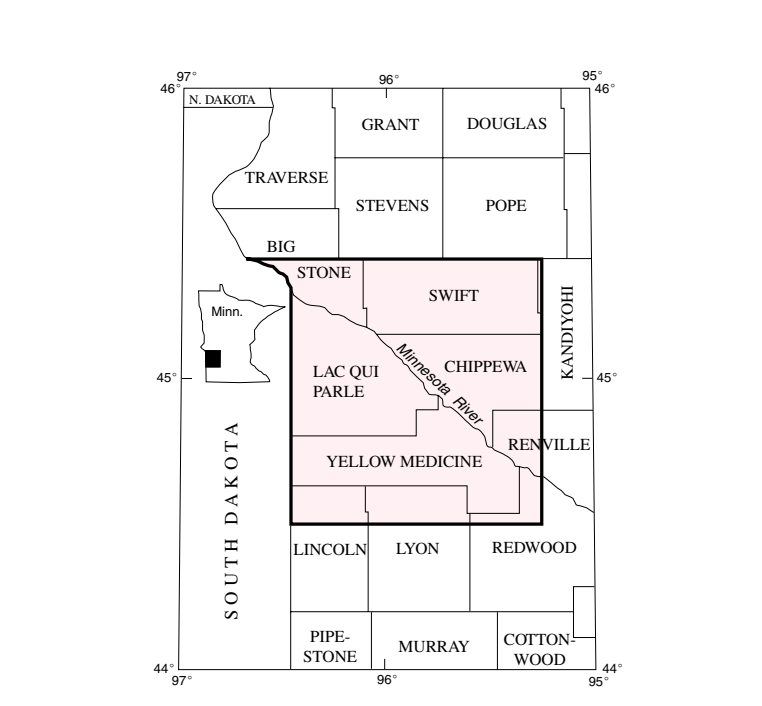 97°
96°
95°
46°
46°
N. DAKOTA
GRANT
DOUGLAS
TRAVERSE
STEVENS
POPE
BIG
STONE
SWIFT
Minn.
KANDIYOHI
CHIPPEWA
LAC QUI
PARLE
Minnesota River
45°
45°
RENVILLE
YELLOW MEDICINE
SOUTH DAKOTA
LINCOLN
LYON
REDWOOD
PIPE-
STONE
MURRAY
COTTON-
WOOD
44°
44°
97°
96°
95°